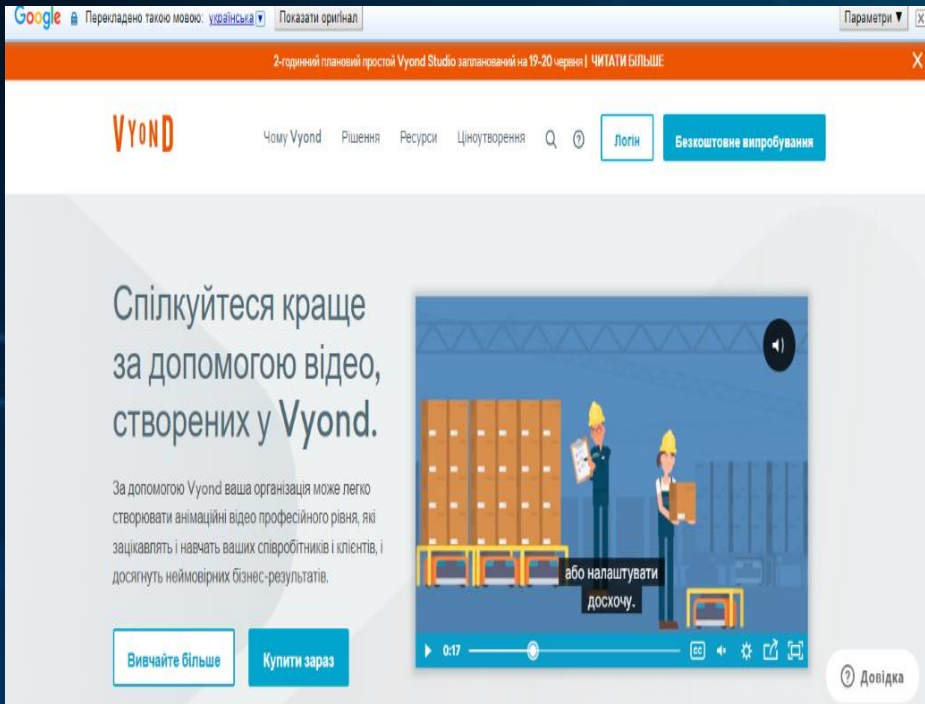 Google Перекладено такою мовою: українська Показати оригінал Параметри ▼ X
2-годинний плановий простой Vyond Studio запланований на 19-20 червня | ЧИТАТИ БІЛЬШЕ X
VYOND Чому Vyond Рішення Ресурси Ціноутворення Логін Безкоштовне випробування
Спілкуйтеся краще
за допомогою відео,
створених у Vyond.
За допомогою Vyond ваша організація може легко
створювати анімаційні відео професійного рівня, які
зацікавлять і навчать ваших співробітників і клієнтів, і
досягнуть неймовірних бізнес-результатів.
Вивчайте більше Купити зараз
або налаштувати
досхочу.
0:17 CC
Довідка